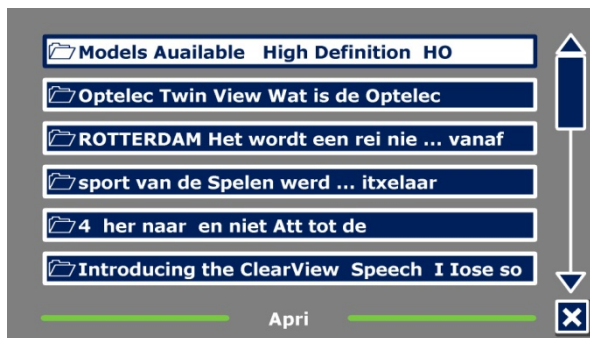 Models Auailable High Definition HO
Optelec Twin View Wat is de Optelec
ROTTERDAM Het wordt een rei nie ... vanaf
sport van de Spelen werd ... itxelaar
4 her naar en niet Att tot de
Introducing the ClearView Speech I Iose so
Apri